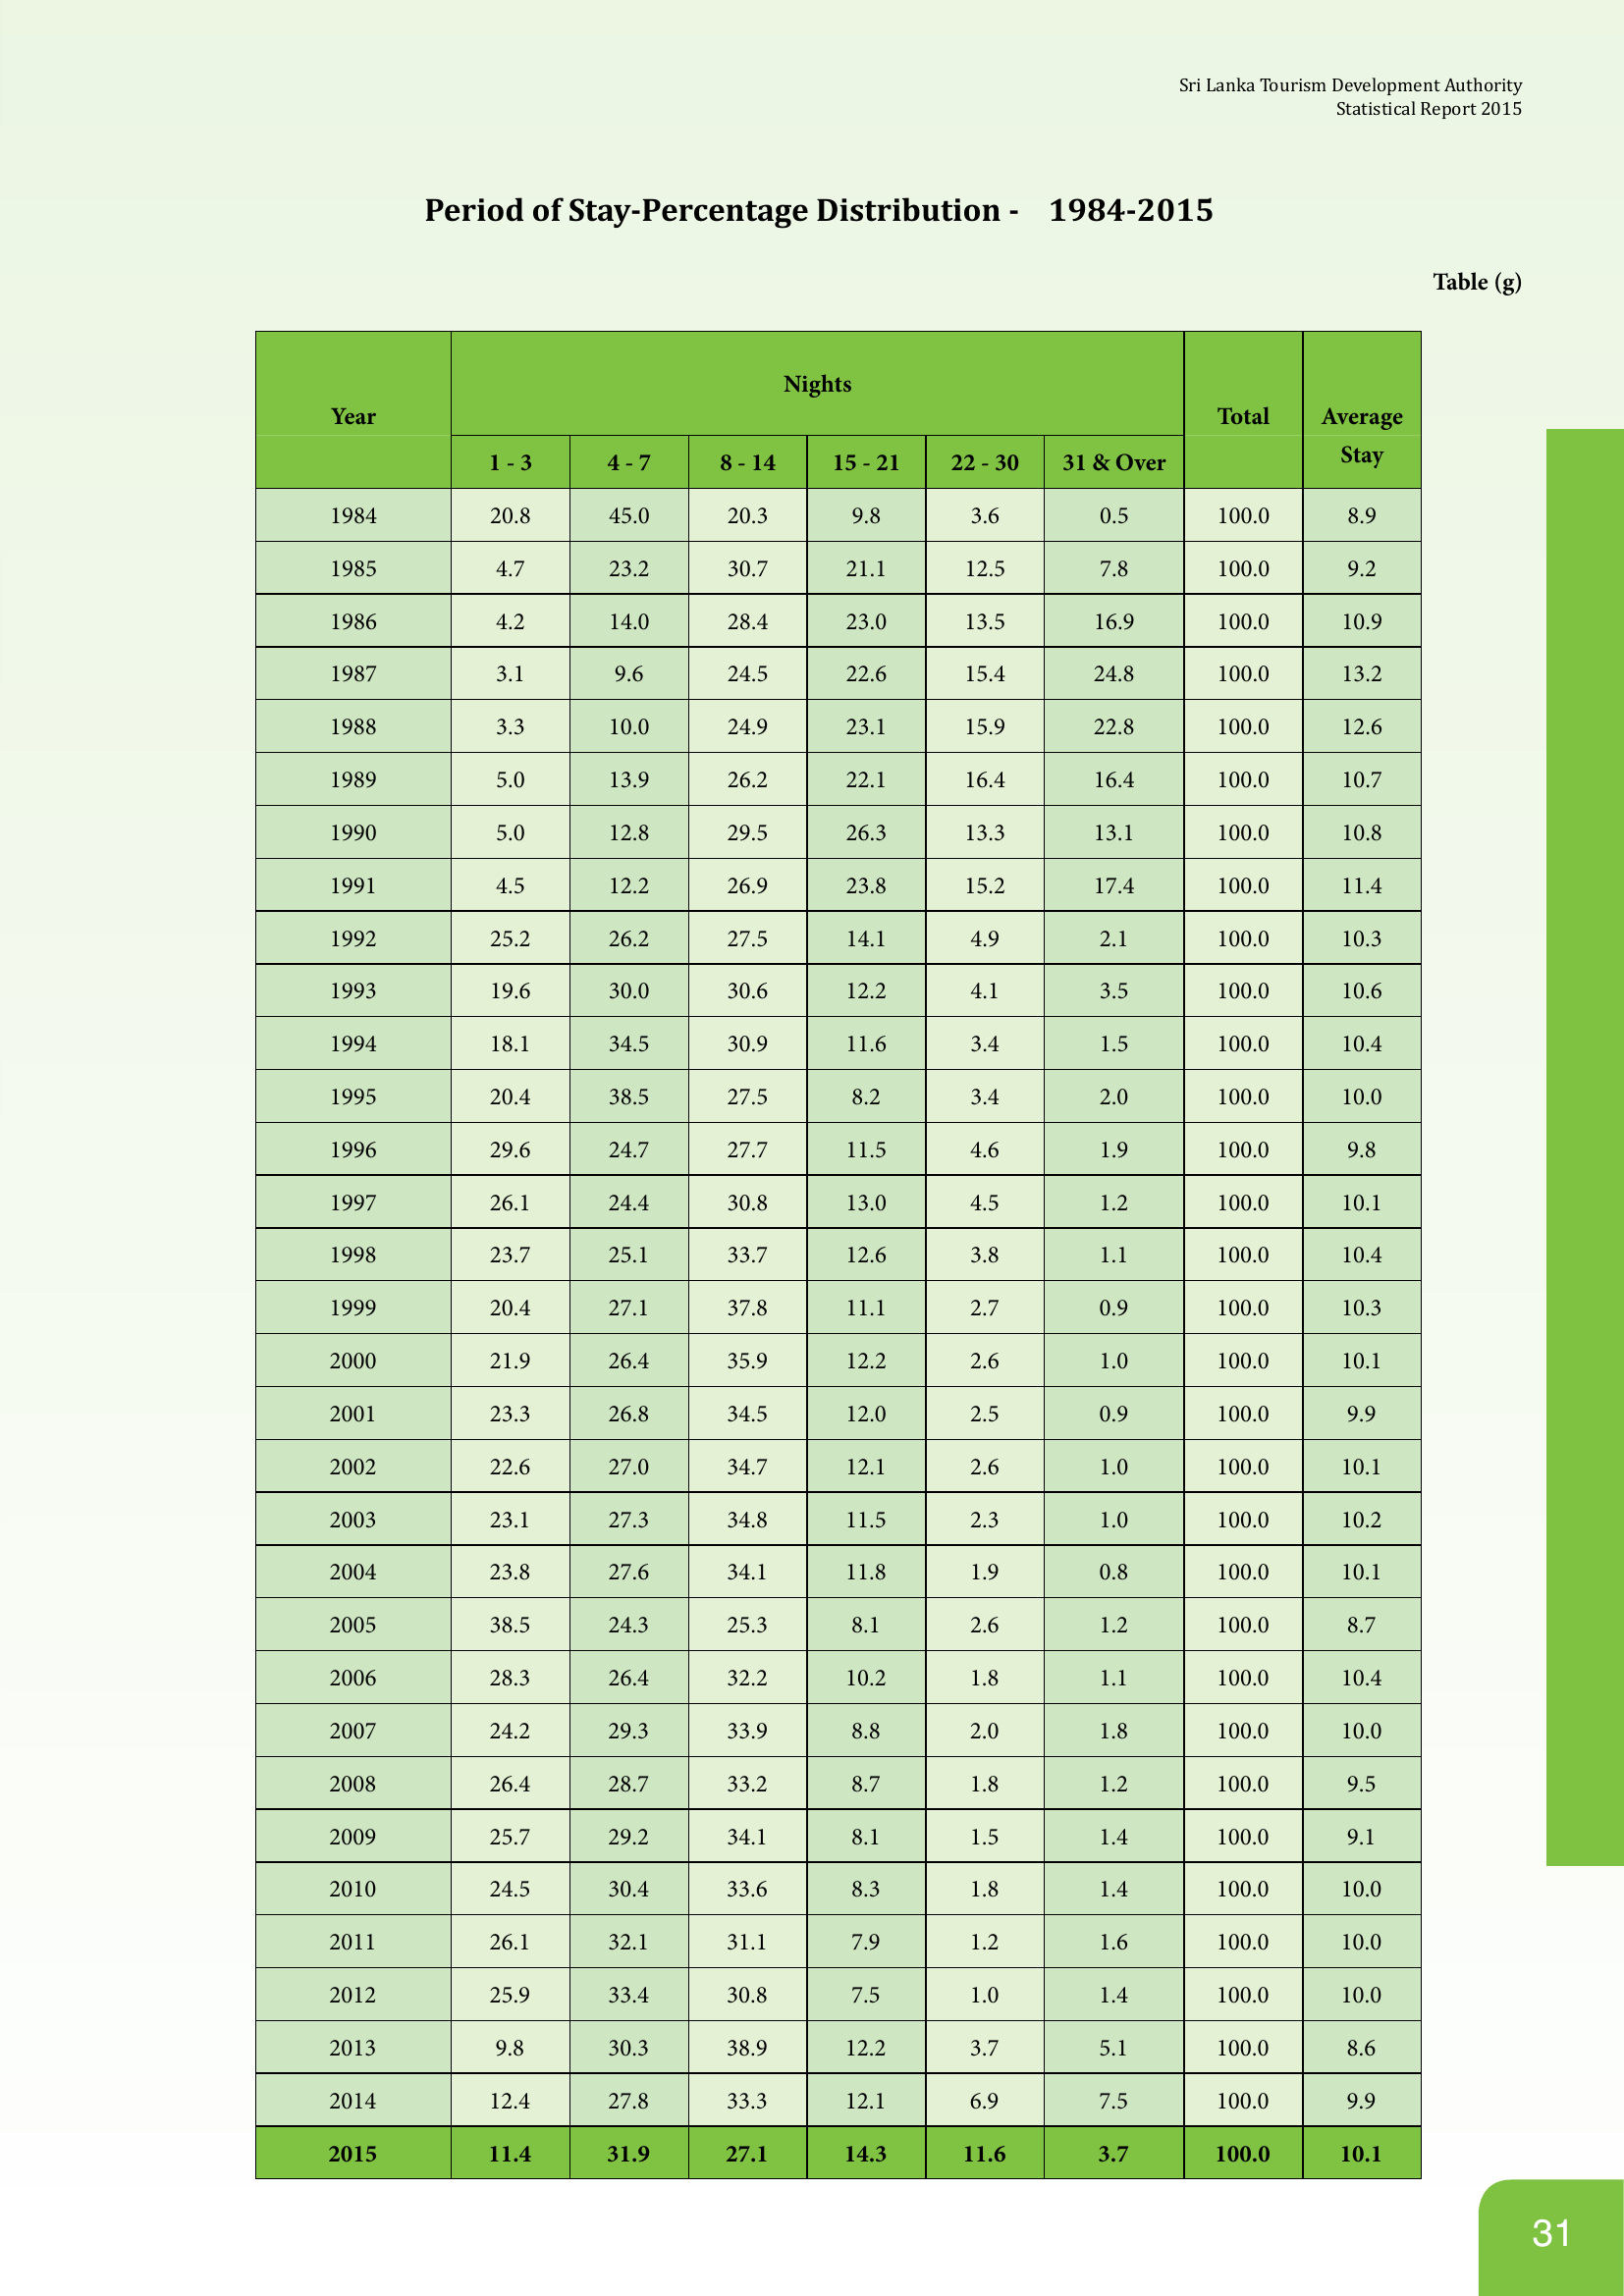 Sri Lanka Tourism Development Authority
Statistical Report 2015
Period of Stay-Percentage Distribution - 1984-2015
Table (g)
Year Nights Total Average Stay
1 - 3 4 - 7 8 - 14 15 - 21 22 - 30 31 & Over
1984 20.8 45.0 20.3 9.8 3.6 0.5 100.0 8.9
1985 4.7 23.2 30.7 21.1 12.5 7.8 100.0 9.2
1986 4.2 14.0 28.4 23.0 13.5 16.9 100.0 10.9
1987 3.1 9.6 24.5 22.6 15.4 24.8 100.0 13.2
1988 3.3 10.0 24.9 23.1 15.9 22.8 100.0 12.6
1989 5.0 13.9 26.2 22.1 16.4 16.4 100.0 10.7
1990 5.0 12.8 29.5 26.3 13.3 13.1 100.0 10.8
1991 4.5 12.2 26.9 23.8 15.2 17.4 100.0 11.4
1992 25.2 26.2 27.5 14.1 4.9 2.1 100.0 10.3
1993 19.6 30.0 30.6 12.2 4.1 3.5 100.0 10.6
1994 18.1 34.5 30.9 11.6 3.4 1.5 100.0 10.4
1995 20.4 38.5 27.5 8.2 3.4 2.0 100.0 10.0
1996 29.6 24.7 27.7 11.5 4.6 1.9 100.0 9.8
1997 26.1 24.4 30.8 13.0 4.5 1.2 100.0 10.1
1998 23.7 25.1 33.7 12.6 3.8 1.1 100.0 10.4
1999 20.4 27.1 37.8 11.1 2.7 0.9 100.0 10.3
2000 21.9 26.4 35.9 12.2 2.6 1.0 100.0 10.1
2001 23.3 26.8 34.5 12.0 2.5 0.9 100.0 9.9
2002 22.6 27.0 34.7 12.1 2.6 1.0 100.0 10.1
2003 23.1 27.3 34.8 11.5 2.3 1.0 100.0 10.2
2004 23.8 27.6 34.1 11.8 1.9 0.8 100.0 10.1
2005 38.5 24.3 25.3 8.1 2.6 1.2 100.0 8.7
2006 28.3 26.4 32.2 10.2 1.8 1.1 100.0 10.4
2007 24.2 29.3 33.9 8.8 2.0 1.8 100.0 10.0
2008 26.4 28.7 33.2 8.7 1.8 1.2 100.0 9.5
2009 25.7 29.2 34.1 8.1 1.5 1.4 100.0 9.1
2010 24.5 30.4 33.6 8.3 1.8 1.4 100.0 10.0
2011 26.1 32.1 31.1 7.9 1.2 1.6 100.0 10.0
2012 25.9 33.4 30.8 7.5 1.0 1.4 100.0 10.0
2013 9.8 30.3 38.9 12.2 3.7 5.1 100.0 8.6
2014 12.4 27.8 33.3 12.1 6.9 7.5 100.0 9.9
2015 11.4 31.9 27.1 14.3 11.6 3.7 100.0 10.1
31